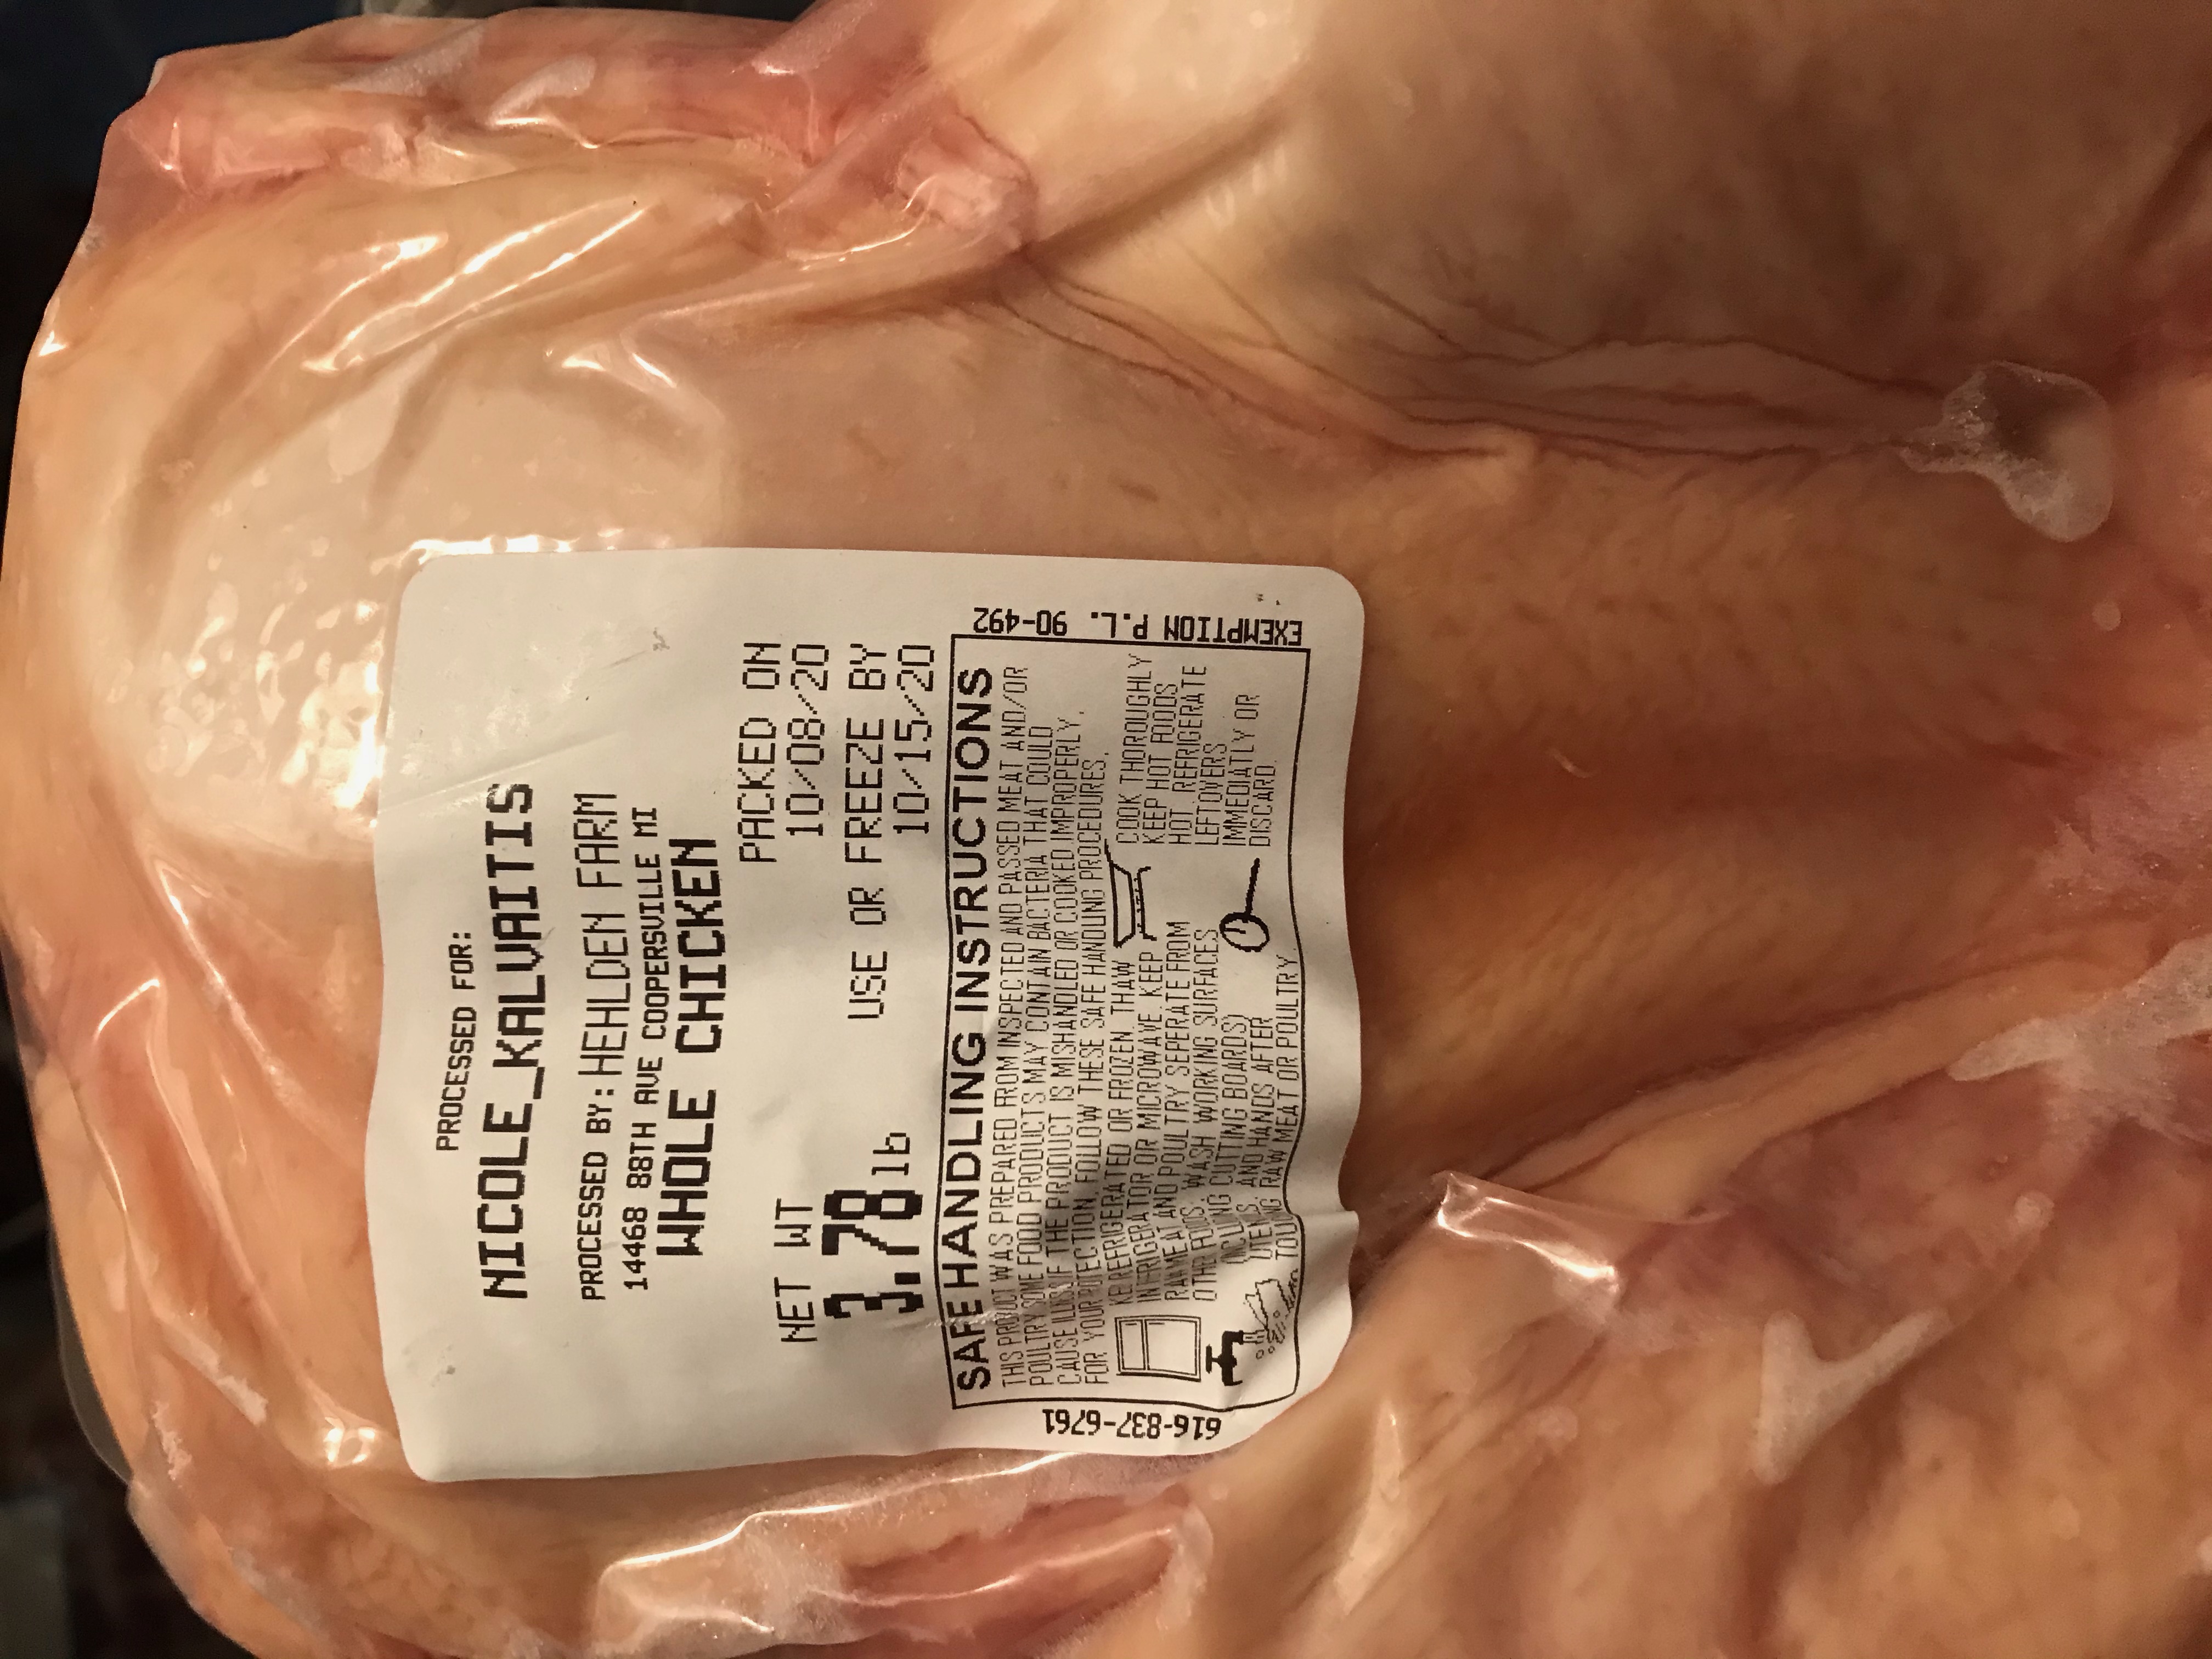 PROCESSED FOR:
NICOLE_KALVAITIS
PROCESSED BY: HEHLDEN FARM
14468 88TH AVE COOPERSVILLE MI
WHOLE CHICKEN
PACKED ON
10/08/20
NET WT
3.78 lb
USE OR FREEZE BY
10/15/20
SAFE HANDLING INSTRUCTIONS
THIS PRODUCT WAS PREPARED FROM INSPECTED AND PASSED MEAT AND/OR
POULTRY. SOME FOOD PRODUCTS MAY CONTAIN BACTERIA THAT COULD
CAUSE ILLNESS IF THE PRODUCT IS MISHANDLED OR COOKED IMPROPERLY.
FOR YOUR PROTECTION, FOLLOW THESE SAFE HANDLING PROCEDURES.
KEEP REFRIGERATED OR FROZEN. THAW
IN REFRIGERATOR OR MICROWAVE. KEEP
RAW MEAT AND POULTRY SEPERATE FROM
OTHER FOODS. WASH WORKING SURFACES
(INCLUDING CUTTING BOARDS)
UTENS. AND HANDS AFTER
TOUCHING RAW MEAT OR POULTRY.
COOK THOROUGHLY
KEEP HOT FOODS
HOT. REFRIGERATE
LEFTOVERS
IMMEDIATELY OR
DISCARD.
616-837-6761
EXEMPTION P.L. 90-492